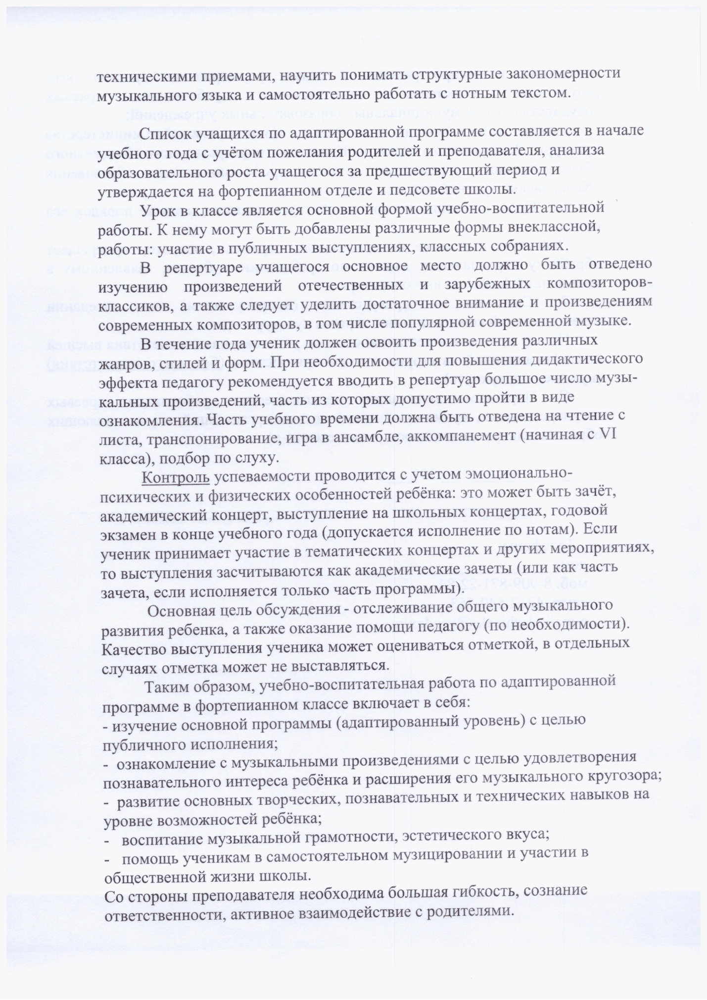 техническими приемами, научить понимать структурные закономерности
музыкального языка и самостоятельно работать с нотным текстом.
Список учащихся по адаптированной программе составляется в начале
учебного года с учётом пожелания родителей и преподавателя, анализа
образовательного роста учащегося за предшествующий период и
утверждается на фортепианном отделе и педсовете школы.
Урок в классе является основной формой учебно-воспитательной
работы. К нему могут быть добавлены различные формы внеклассной,
работы: участие в публичных выступлениях, классных собраниях.
В репертуаре учащегося основное место должно быть отведено
изучению произведений отечественных и зарубежных композиторов-
классиков, а также следует уделить достаточное внимание и произведениям
современных композиторов, в том числе популярной современной музыке.
В течение года ученик должен освоить произведения различных
жанров, стилей и форм. При необходимости для повышения дидактического
эффекта педагогу рекомендуется вводить в репертуар большое число музы-
кальных произведений, часть из которых допустимо пройти в виде
ознакомления. Часть учебного времени должна быть отведена на чтение с
листа, транспонирование, игра в ансамбле, аккомпанемент (начиная с VI
класса), подбор по слуху.
Контроль успеваемости проводится с учетом эмоционально-
психических и физических особенностей ребёнка: это может быть зачёт,
академический концерт, выступление на школьных концертах, годовой
экзамен в конце учебного года (допускается исполнение по нотам). Если
ученик принимает участие в тематических концертах и других мероприятиях,
то выступления засчитываются как академические зачеты (или как часть
зачета, если исполняется только часть программы).
Основная цель обсуждения - отслеживание общего музыкального
развития ребенка, а также оказание помощи педагогу (по необходимости).
Качество выступления ученика может оцениваться отметкой, в отдельных
случаях отметка может не выставляться.
Таким образом, учебно-воспитательная работа по адаптированной
программе в фортепианном классе включает в себя:
- изучение основной программы (адаптированный уровень) с целью
публичного исполнения;
- ознакомление с музыкальными произведениями с целью удовлетворения
познавательного интереса ребёнка и расширения его музыкального кругозора;
- развитие основных творческих, познавательных и технических навыков на
уровне возможностей ребёнка;
- воспитание музыкальной грамотности, эстетического вкуса;
- помощь ученикам в самостоятельном музицировании и участии в
общественной жизни школы.
Со стороны преподавателя необходима большая гибкость, сознание
ответственности, активное взаимодействие с родителями.